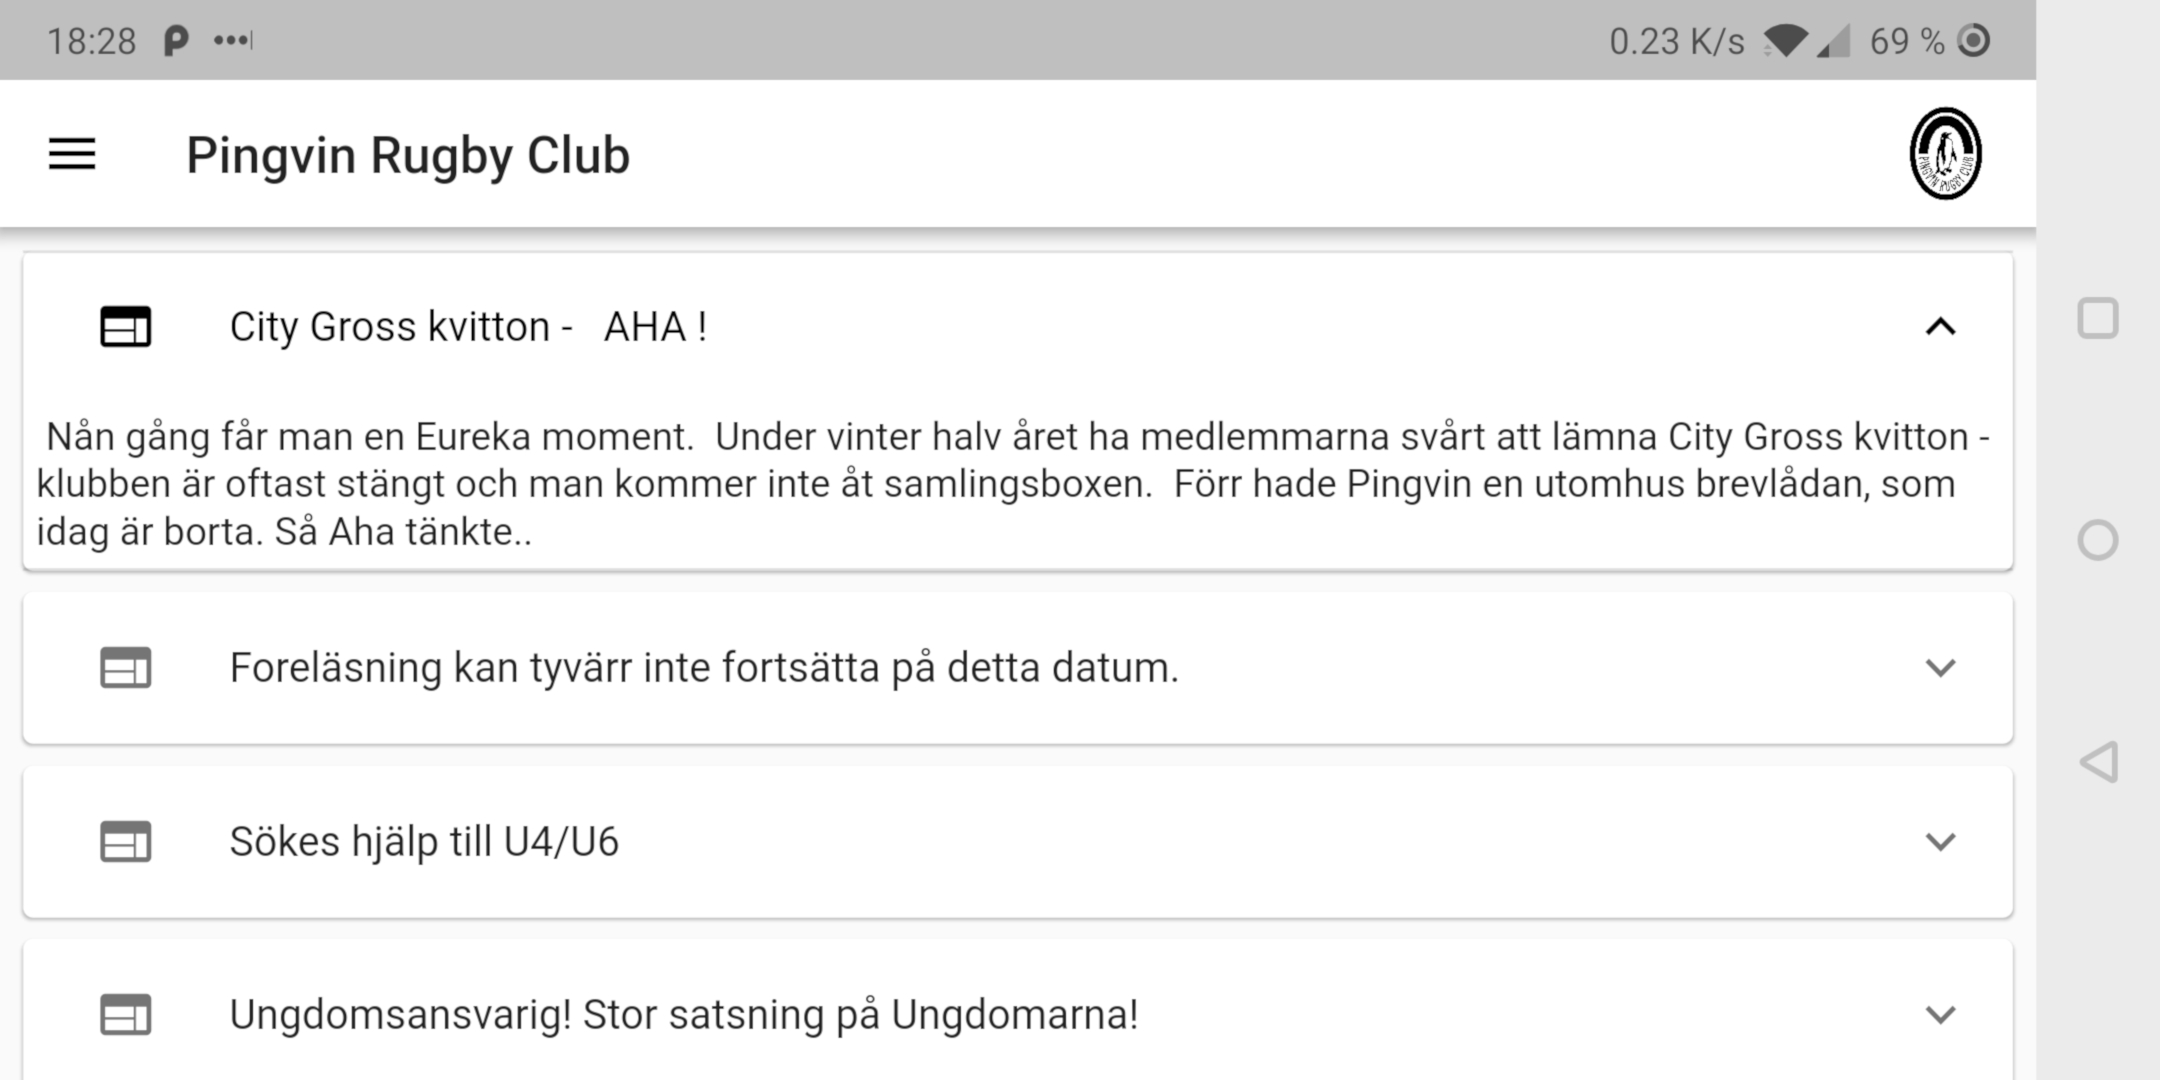 18:28
0.23 K/s 69 %
Pingvin Rugby Club
PINGVIN RUGBY CLUB
City Gross kvitton -   AHA !
Nån gång får man en Eureka moment.  Under vinter halv året ha medlemmarna svårt att lämna City Gross kvitton -
klubben är oftast stängt och man kommer inte åt samlingsboxen.  Förr hade Pingvin en utomhus brevlådan, som
idag är borta. Så Aha tänkte..
Foreläsning kan tyvärr inte fortsätta på detta datum.
Sökes hjälp till U4/U6
Ungdomsansvarig! Stor satsning på Ungdomarna!